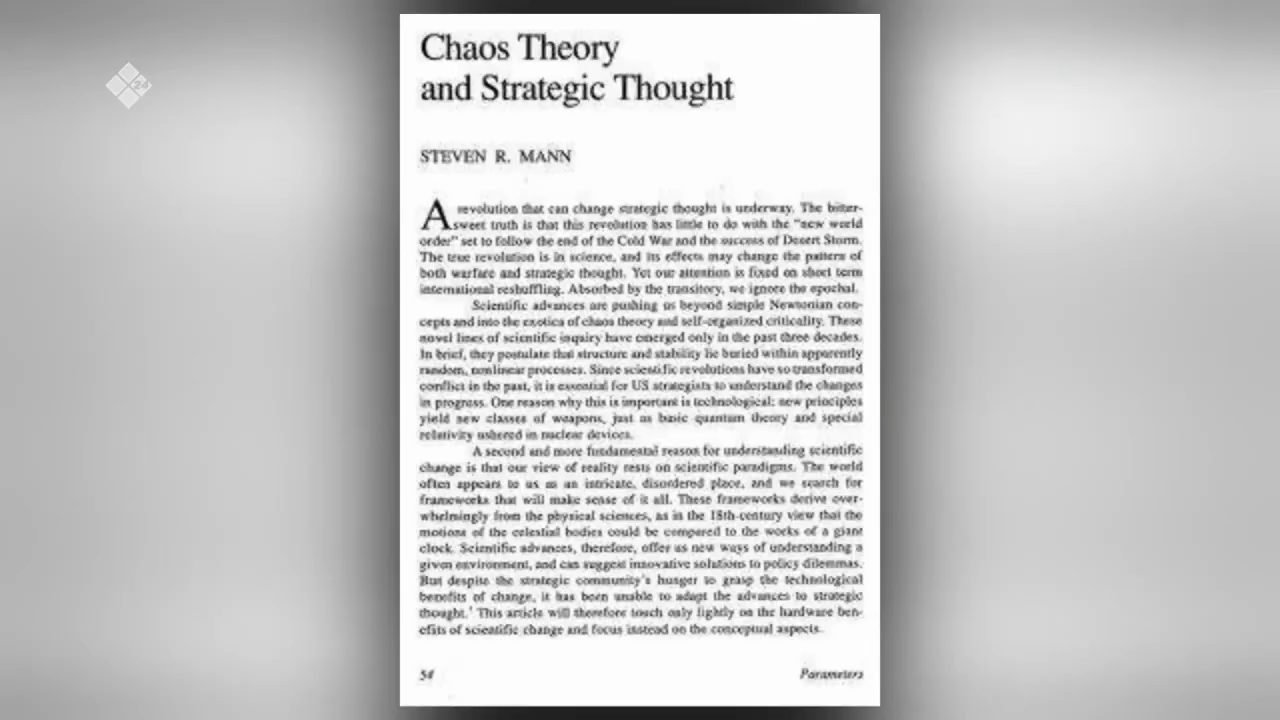 24
Chaos Theory
and Strategic Thought
STEVEN R. MANN
A revolution that can change strategic thought is underway. The bitter-
sweet truth is that this revolution has little to do with the "new world
order" set to follow the end of the Cold War and the success of Desert Storm.
The true revolution is in science, and its effects may change the pattern of
both warfare and strategic thought. Yet our attention is fixed on short term
international reshuffling. Absorbed by the transitory, we ignore the epochal.
Scientific advances are pushing us beyond simple Newtonian con-
cepts and into the exotica of chaos theory and self-organized criticality. These
novel lines of scientific inquiry have emerged only in the past three decades.
In brief, they postulate that structure and stability lie buried within apparently
random, nonlinear processes. Since scientific revolutions have so transformed
conflict in the past, it is essential for US strategists to understand the changes
in progress. One reason why this is important is technological: new principles
yield new classes of weapons, just as basic quantum theory and special
relativity ushered in nuclear devices.
A second and more fundamental reason for understanding scientific
change is that our view of reality rests on scientific paradigms. The world
often appears to us as an intricate, disordered place, and we search for
frameworks that will make sense of it all. These frameworks derive over-
whelmingly from the physical sciences, as in the 18th-century view that the
motions of the celestial bodies could be compared to the works of a giant
clock. Scientific advances, therefore, offer us new ways of understanding a
given environment, and can suggest innovative solutions to policy dilemmas.
But despite the strategic community's hunger to grasp the technological
benefits of change, it has been unable to adapt the advances to strategic
thought.¹ This article will therefore touch only lightly on the hardware ben-
efits of scientific change and focus instead on the conceptual aspects.
54
Parameters